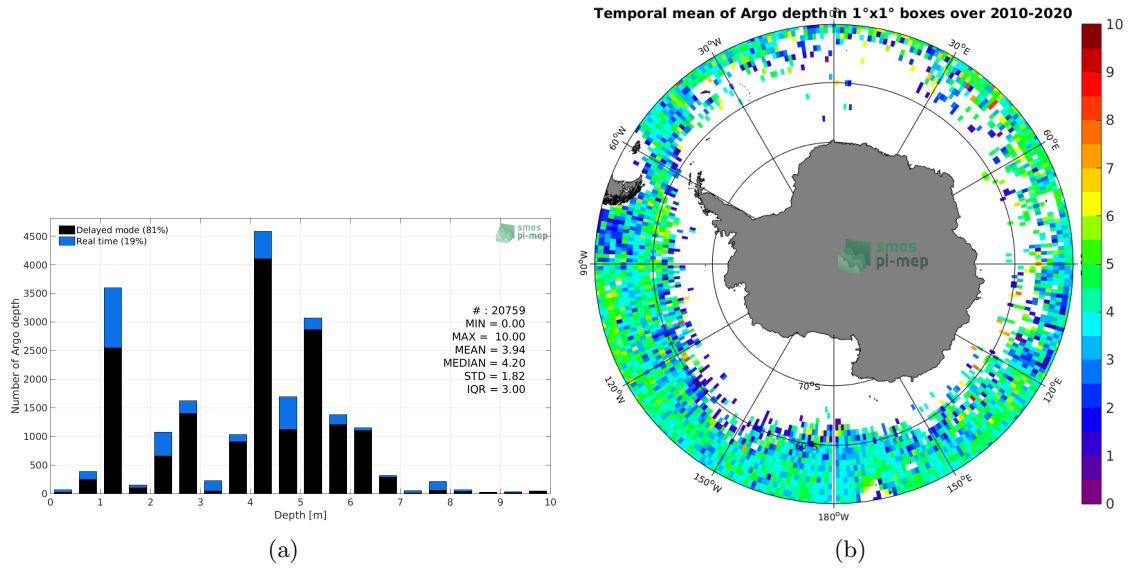 Delayed mode (81%)
Real time (19%)
smos
pi-mep
# : 20759
MIN = 0.00
MAX = 10.00
MEAN = 3.94
MEDIAN = 4.20
STD = 1.82
IQR = 3.00
Number of Argo depth
4500
4000
3500
3000
2500
2000
1500
1000
500
0
0 1 2 3 4 5 6 7 8 9 10
Depth [m]
(a)
Temporal mean of Argo depth in 1°x1° boxes over 2010-2020
30°W
30°E
60°W
60°E
90°W
smos
pi-mep
120°W
120°E
70°S
60°S
150°W
150°E
180°W
10
9
8
7
6
5
4
3
2
1
0
(b)